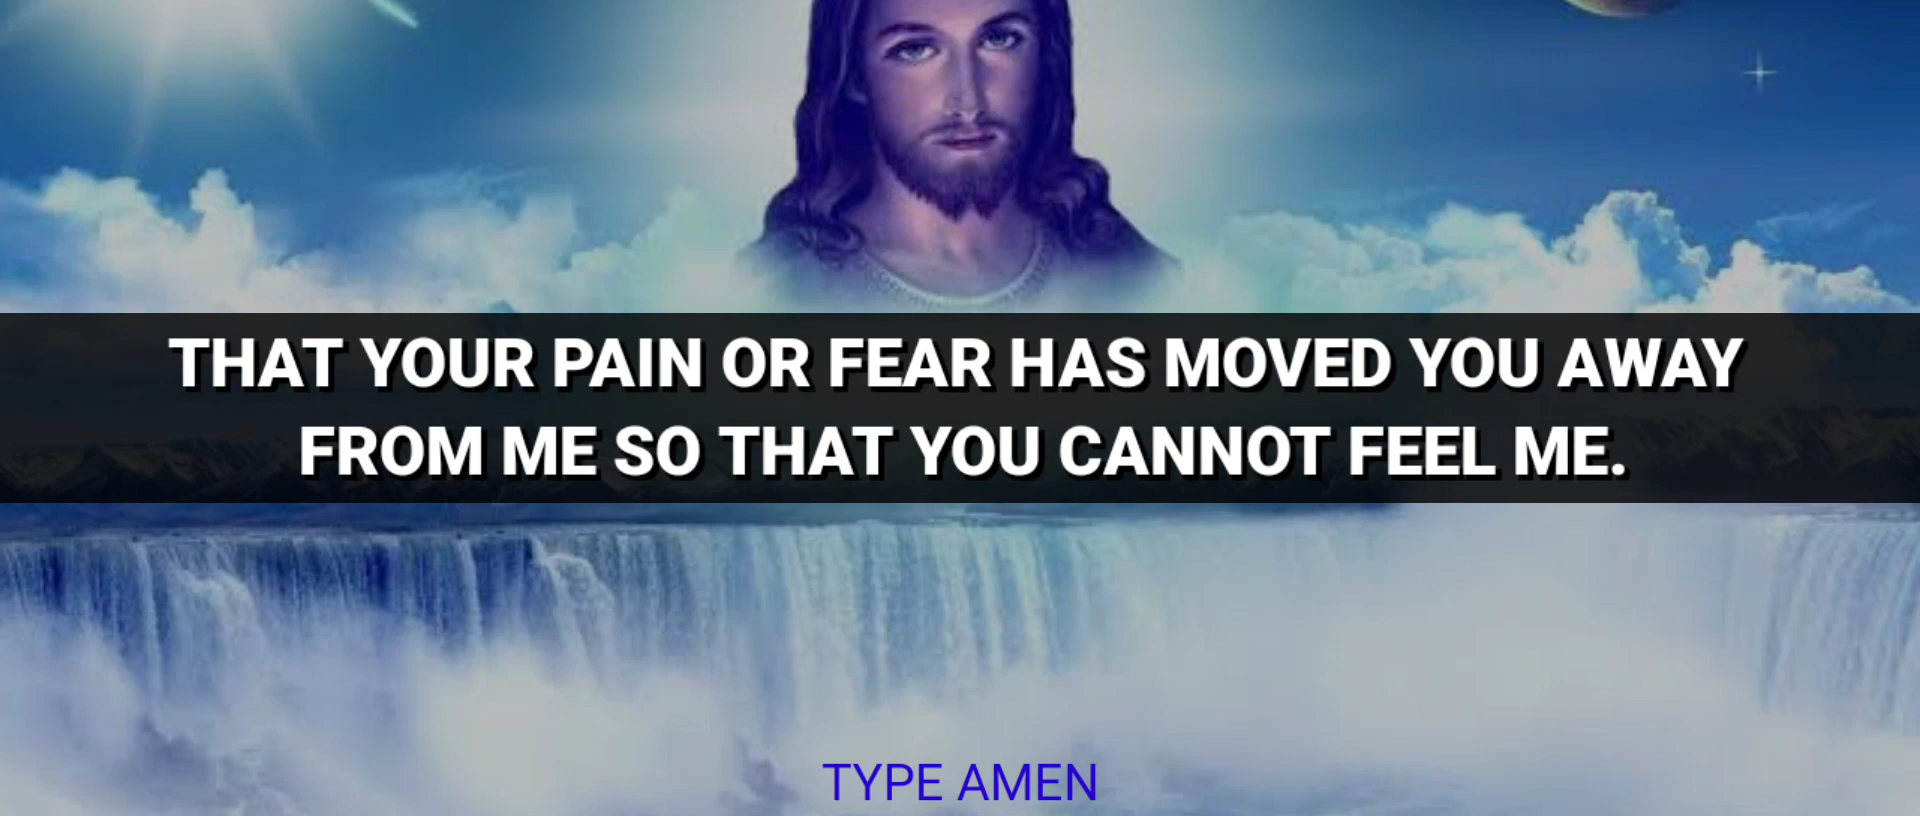 THAT YOUR PAIN OR FEAR HAS MOVED YOU AWAY
FROM ME SO THAT YOU CANNOT FEEL ME.
TYPE AMEN